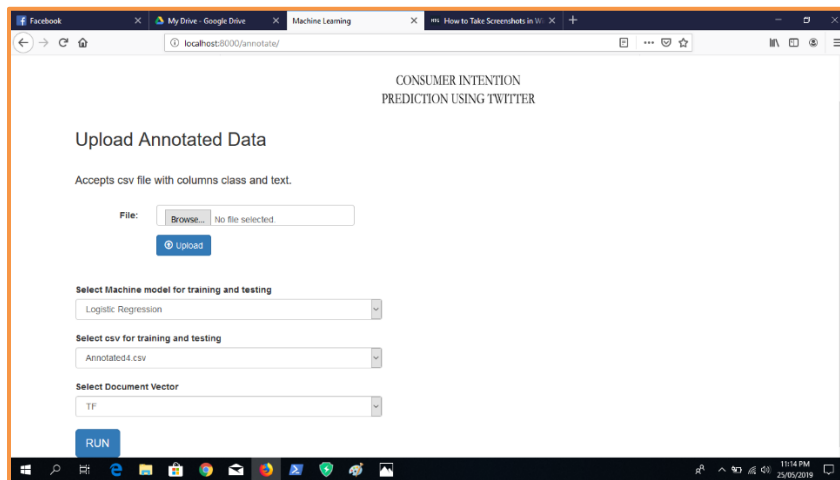 Facebook
My Drive - Google Drive
Machine Learning
How to Take Screenshots in Wi
localhost:8000/annotate/
CONSUMER INTENTION
PREDICTION USING TWITTER
Upload Annotated Data
Accepts csv file with columns class and text.
File:
Browse... No file selected.
Upload
Select Machine model for training and testing
Logistic Regression
Select csv for training and testing
Annotated4.csv
Select Document Vector
TF
RUN
11:14 PM
25/05/2019